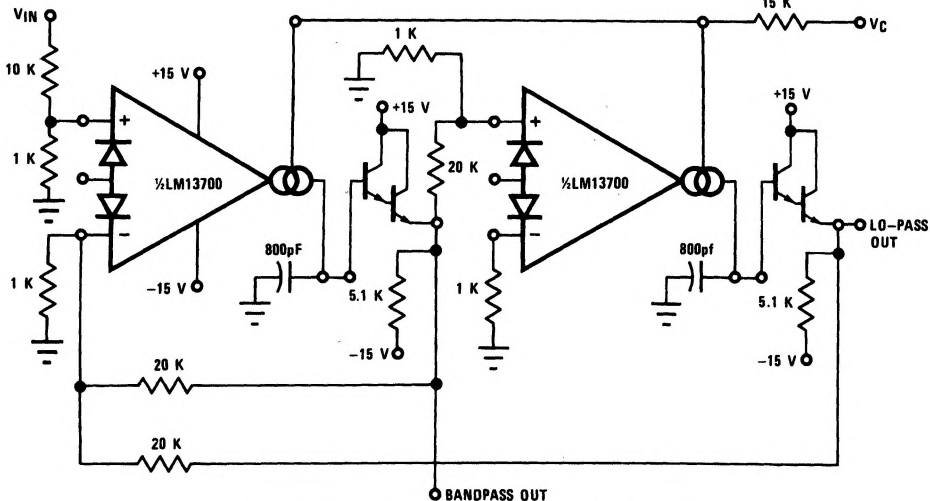 VIN
10 K
1 K
1 K
+15 V
+
−
½LM13700
−15 V
800pF
1 K
+15 V
20 K
5.1 K
−15 V
+
−
½LM13700
1 K
800pf
15 K
VC
+15 V
LO-PASS
OUT
5.1 K
−15 V
20 K
20 K
BANDPASS OUT